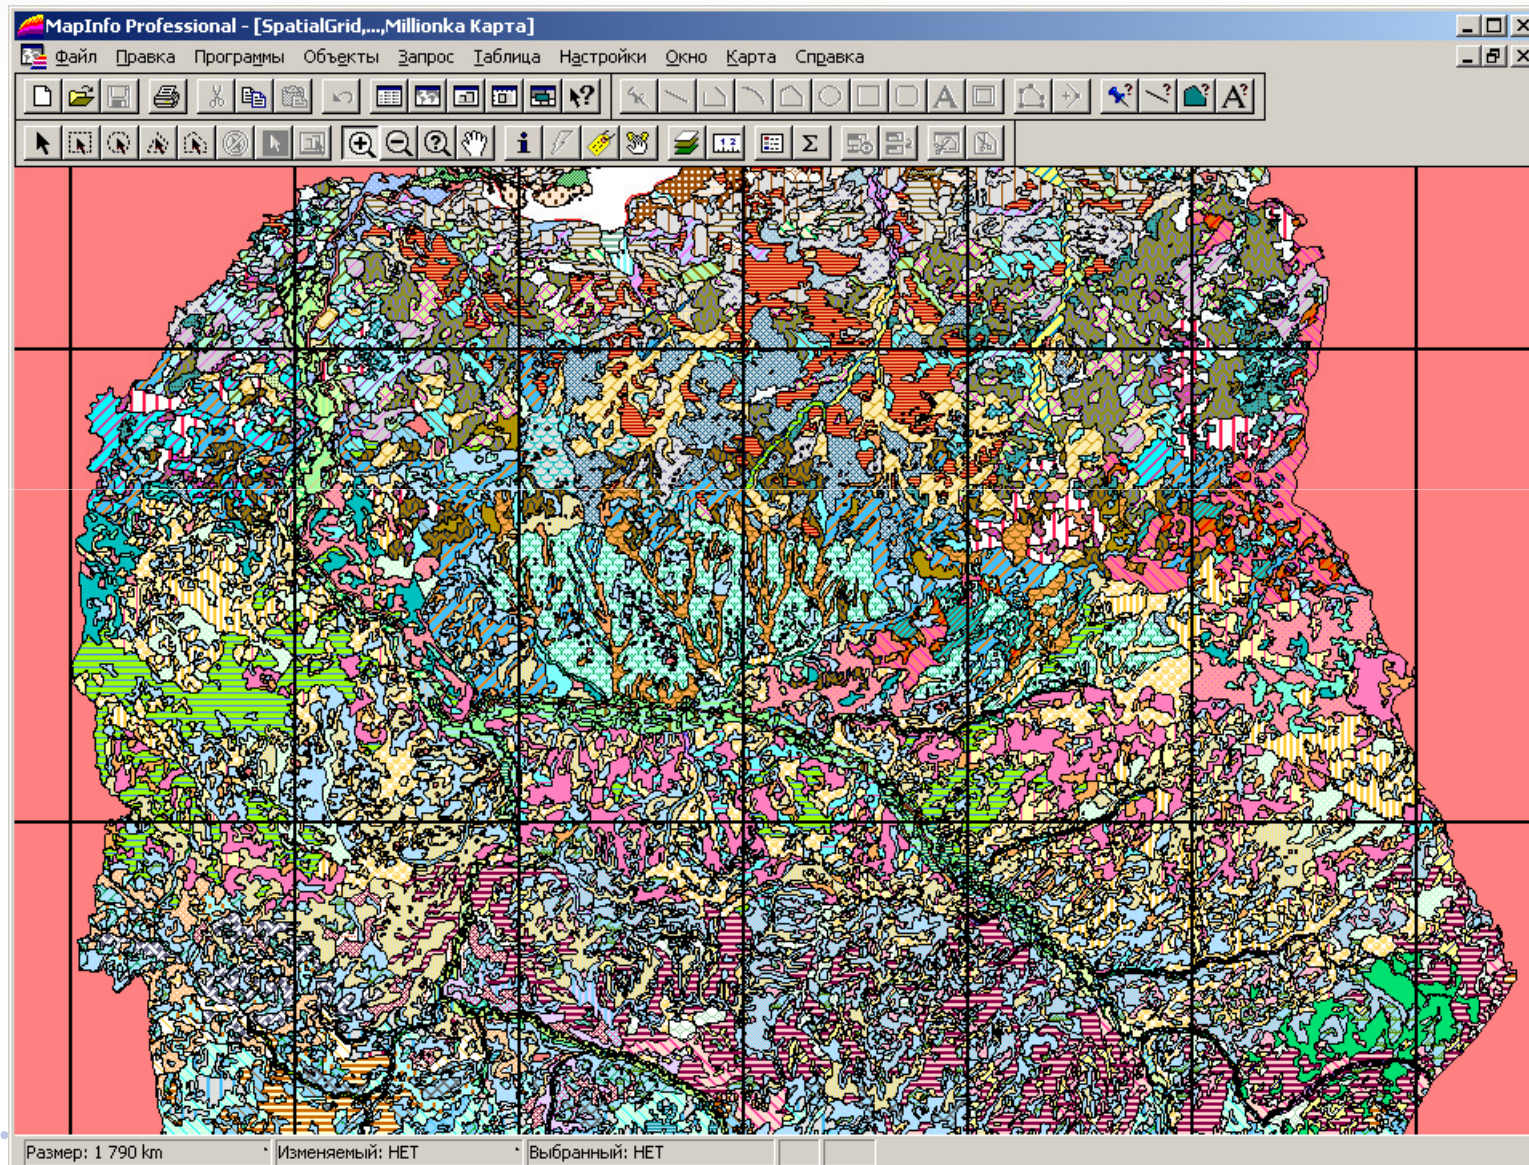 MapInfo Professional - [SpatialGrid,...,Millionka Карта]
Файл Правка Программы Объекты Запрос Таблица Настройки Окно Карта Справка
Размер: 1 790 km Изменяемый: НЕТ Выбранный: НЕТ